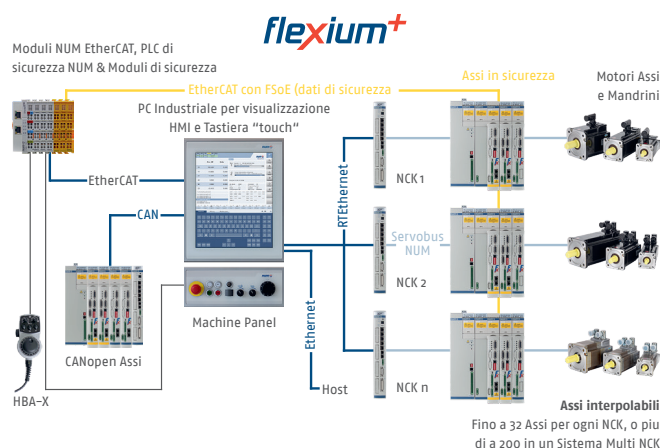 flexium+
Moduli NUM EtherCAT, PLC di
sicurezza NUM & Moduli di sicurezza
EtherCAT con FSoE (dati di sicurezza
Assi in sicurezza
Motori Assi
e Mandrini
PC Industriale per visualizzazione
HMI e Tastiera “touch”
EtherCAT
CAN
RTEthernet
NCK 1
Servobus
NUM
NCK 2
Machine Panel
CANopen Assi
Ethernet
HBA-X
Host
NCK n
Assi interpolabili
Fino a 32 Assi per ogni NCK, o piu
di a 200 in un Sistema Multi NCK